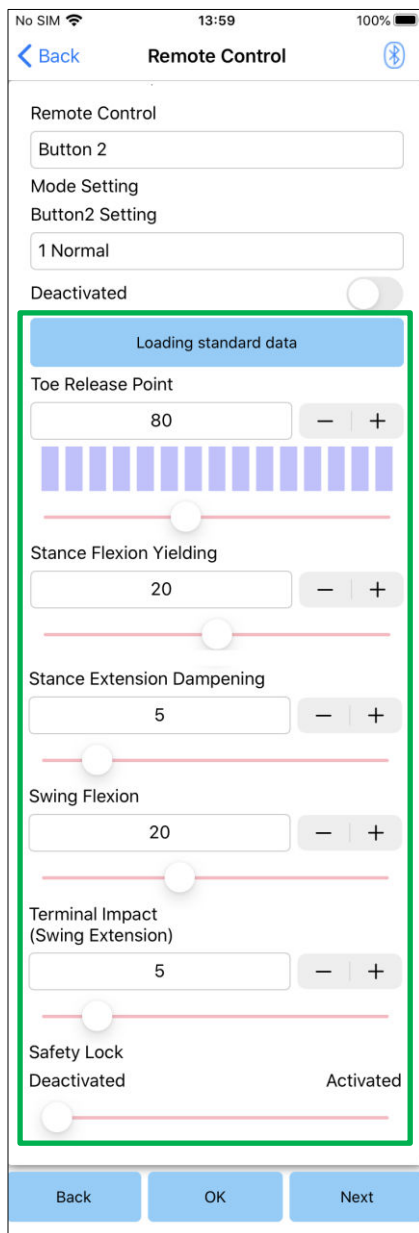 No SIM 13:59 100%
Back Remote Control
Remote Control
Button 2
Mode Setting
Button2 Setting
1 Normal
Deactivated
Loading standard data
Toe Release Point
80 − +
Stance Flexion Yielding
20 − +
Stance Extension Dampening
5 − +
Swing Flexion
20 − +
Terminal Impact
(Swing Extension)
5 − +
Safety Lock
Deactivated Activated
Back OK Next